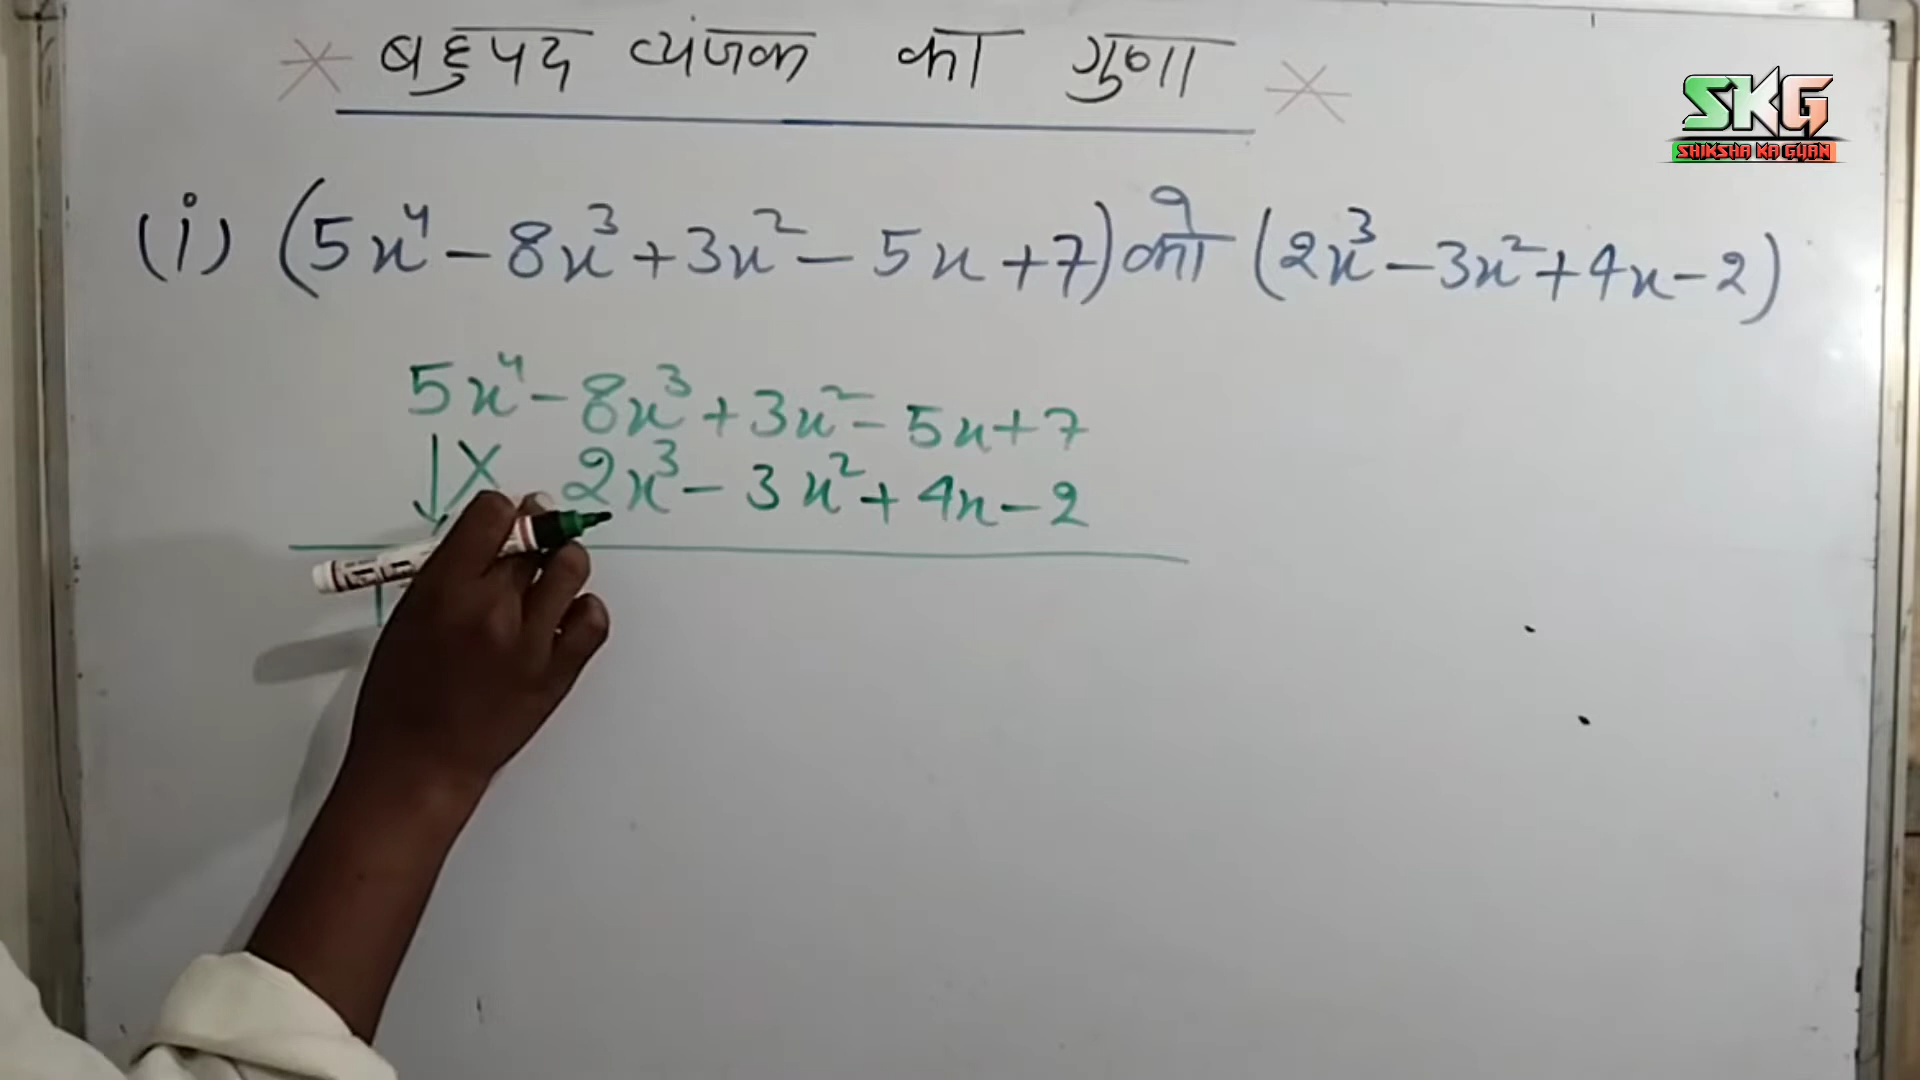 बहुपद व्यंजक का गुणा
SKG
SHIKSHA KA GYAN
(i) (5x⁴ - 8x³ + 3x² - 5x + 7) को (2x³ - 3x² + 4x - 2)
5x⁴ - 8x³ + 3x² - 5x + 7
× 2x³ - 3x² + 4x - 2